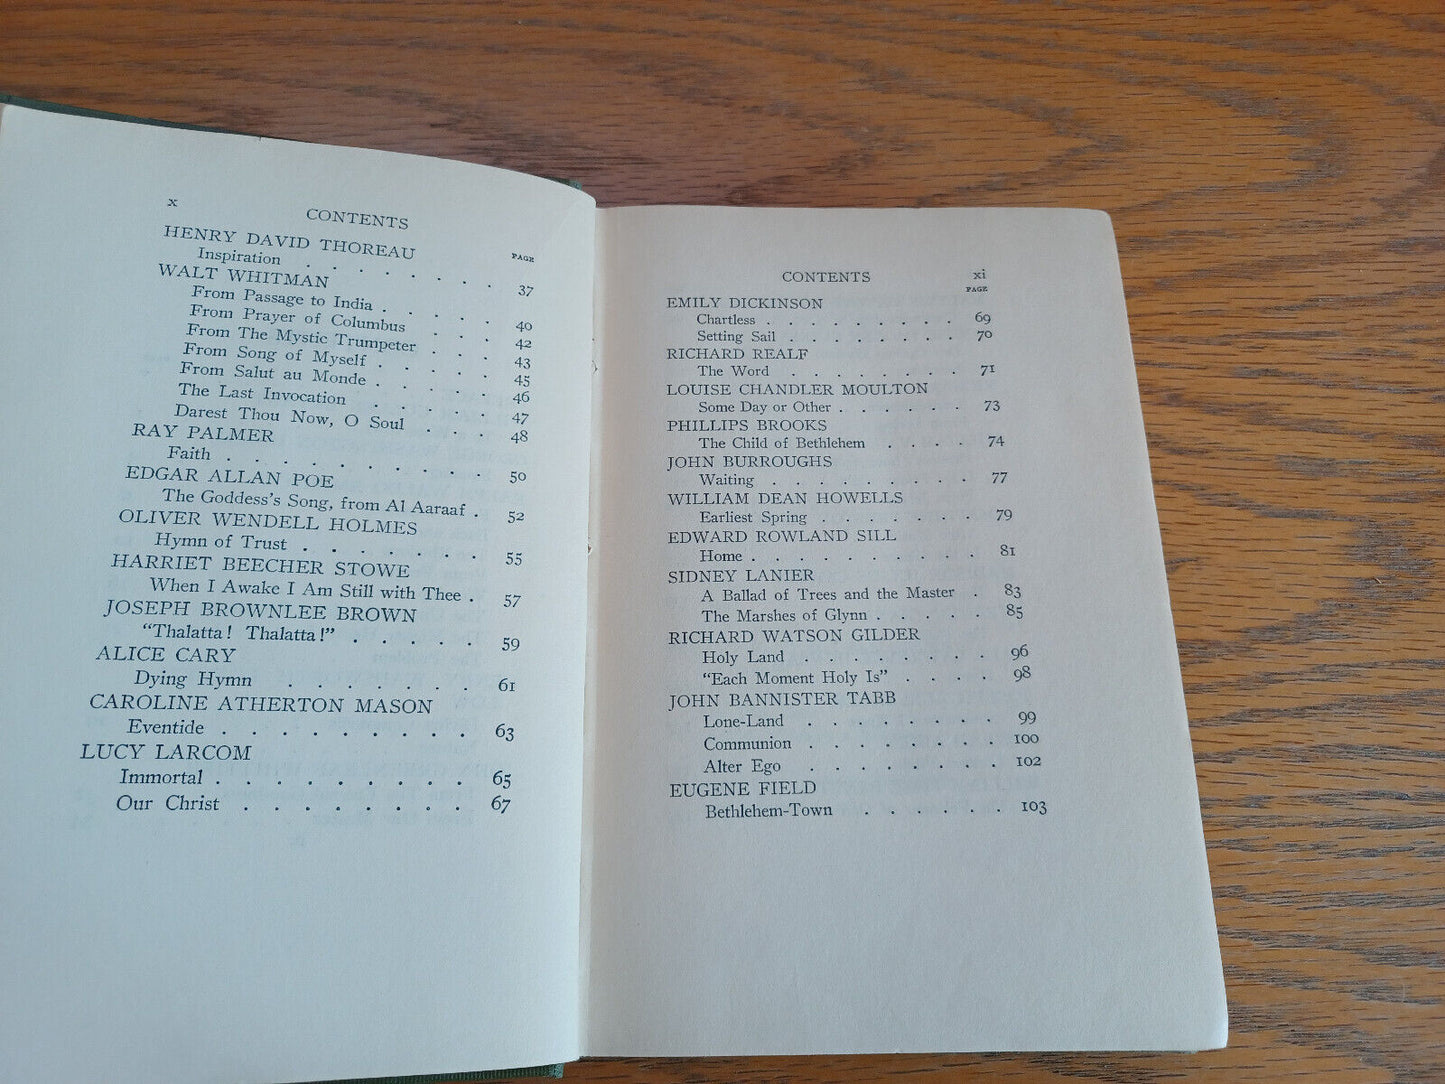 x CONTENTS
PAGE
HENRY DAVID THOREAU
Inspiration . . . . . . . 37
WALT WHITMAN
From Passage to India . . . . . 40
From Prayer of Columbus . . . 42
From The Mystic Trumpeter . . . 43
From Song of Myself . . . . . 45
From Salut au Monde . . . . . 46
The Last Invocation . . . . . 47
Darest Thou Now, O Soul . . . 48
RAY PALMER
Faith . . . . . . . . . 50
EDGAR ALLAN POE
The Goddess's Song, from Al Aaraaf . 52
OLIVER WENDELL HOLMES
Hymn of Trust . . . . . . . 55
HARRIET BEECHER STOWE
When I Awake I Am Still with Thee . 57
JOSEPH BROWNLEE BROWN
"Thalatta! Thalatta!" . . . . . 59
ALICE CARY
Dying Hymn . . . . . . . 61
CAROLINE ATHERTON MASON
Eventide . . . . . . . . . 63
LUCY LARCOM
Immortal . . . . . . . . . 65
Our Christ . . . . . . . . 67
CONTENTS xi
PAGE
EMILY DICKINSON
Chartless . . . . . . . . . 69
Setting Sail . . . . . . . . 70
RICHARD REALF
The Word . . . . . . . . 71
LOUISE CHANDLER MOULTON
Some Day or Other . . . . . . 73
PHILLIPS BROOKS
The Child of Bethlehem . . . . 74
JOHN BURROUGHS
Waiting . . . . . . . . . 77
WILLIAM DEAN HOWELLS
Earliest Spring . . . . . . . 79
EDWARD ROWLAND SILL
Home . . . . . . . . . . 81
SIDNEY LANIER
A Ballad of Trees and the Master . 83
The Marshes of Glynn . . . . . 85
RICHARD WATSON GILDER
Holy Land . . . . . . . . 96
"Each Moment Holy Is" . . . . 98
JOHN BANNISTER TABB
Lone-Land . . . . . . . . 99
Communion . . . . . . . . 100
Alter Ego . . . . . . . . 102
EUGENE FIELD
Bethlehem-Town . . . . . . 103